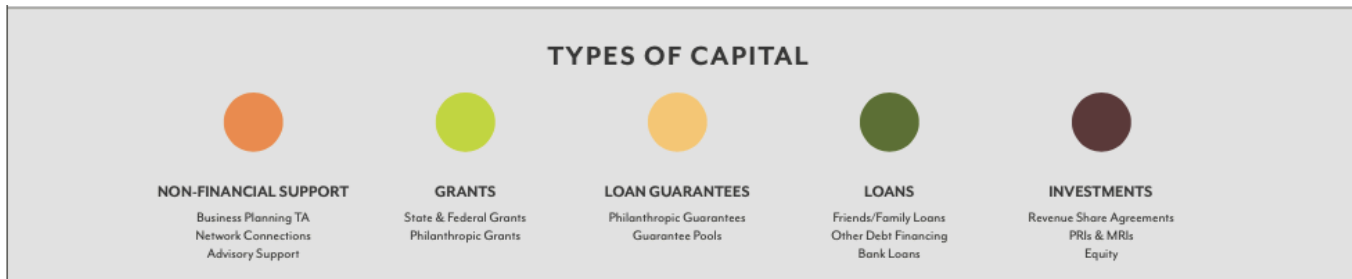 TYPES OF CAPITAL
NON-FINANCIAL SUPPORT
Business Planning TA
Network Connections
Advisory Support
GRANTS
State & Federal Grants
Philanthropic Grants
LOAN GUARANTEES
Philanthropic Guarantees
Guarantee Pools
LOANS
Friends/Family Loans
Other Debt Financing
Bank Loans
INVESTMENTS
Revenue Share Agreements
PRIs & MRIs
Equity